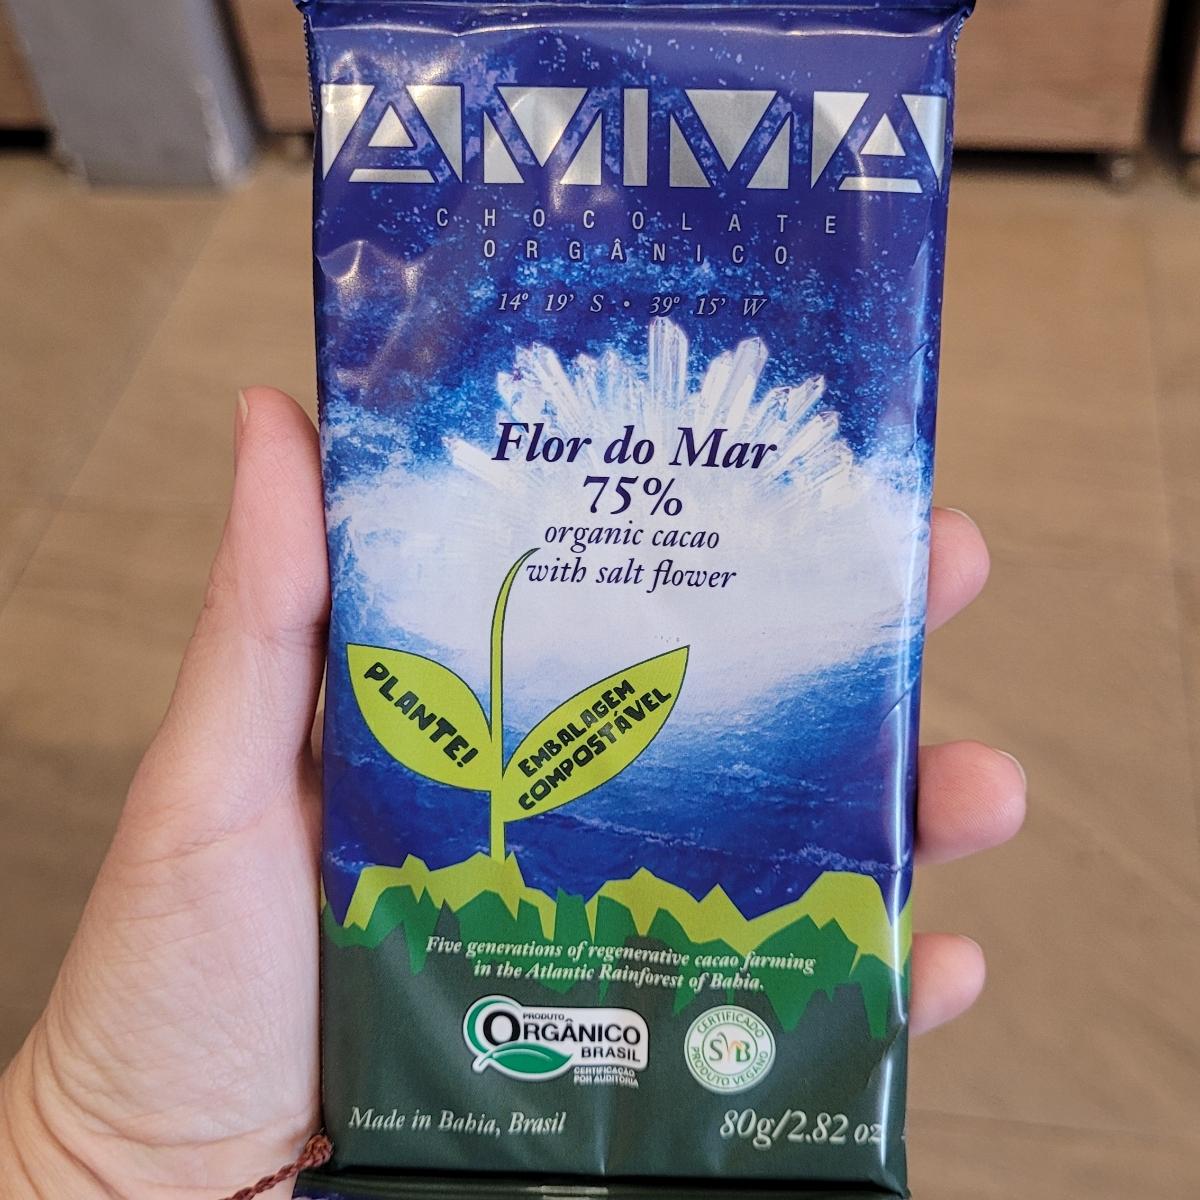 AMMA
CHOCOLATE
ORGÂNICO
14º 19' S • 39º 15' W
Flor do Mar
75%
organic cacao
with salt flower
PLANTE!
EMBALAGEM
COMPOSTÁVEL
Five generations of regenerative cacao farming
in the Atlantic Rainforest of Bahia.
PRODUTO
ORGÂNICO
BRASIL
CERTIFICAÇÃO
POR AUDITORIA
CERTIFICADO
SVB
PRODUTO VEGANO
Made in Bahia, Brasil
80g/2.82 oz